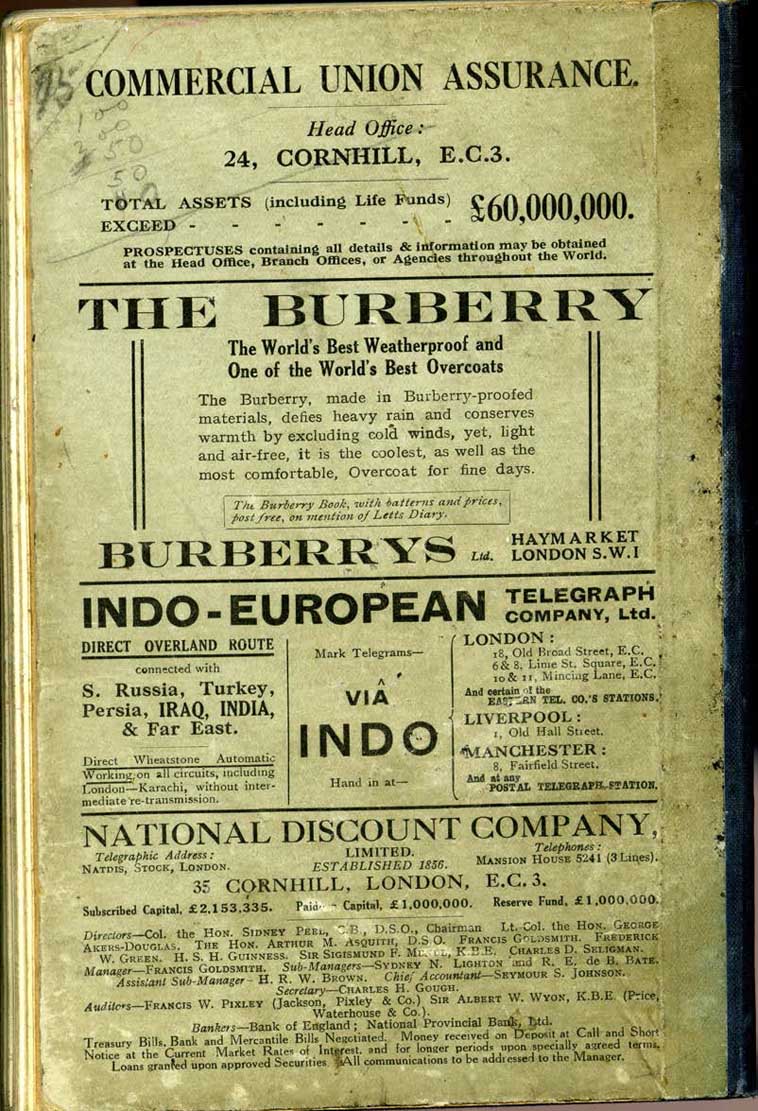 COMMERCIAL UNION ASSURANCE.
Head Office:-
24, CORNHILL, E.C.3.
TOTAL ASSETS (including Life Funds)
EXCEED - - - - - - - £60,000,000.
PROSPECTUSES containing all details & information may be obtained
at the Head Office, Branch Offices, or Agencies throughout the World.
THE BURBERRY
The World's Best Weatherproof and
One of the World's Best Overcoats
The Burberry, made in Burberry-proofed
materials, defies heavy rain and conserves
warmth by excluding cold winds, yet, light
and air-free, it is the coolest, as well as the
most comfortable, Overcoat for fine days.
The Burberry Book, with patterns and prices,
post free, on mention of Letts Diary.
BURBERRYS Ltd. HAYMARKET
LONDON S.W.1
INDO-EUROPEAN TELEGRAPH
COMPANY, Ltd.
DIRECT OVERLAND ROUTE
connected with
S. Russia, Turkey,
Persia, IRAQ, INDIA,
& Far East.
Direct Wheatstone Automatic
Working on all circuits, including
London—Karachi, without inter-
mediate re-transmission.
Mark Telegrams—
VIA
INDO
Hand in at—
LONDON:
18, Old Broad Street, E.C.
6 & 8, Lime St. Square, E.C.
10 & 11, Mincing Lane, E.C.
And certain of the
EASTERN TEL. CO.'S STATIONS.
LIVERPOOL:
1, Old Hall Street.
MANCHESTER:
8, Fairfield Street.
And at any
POSTAL TELEGRAPH STATION.
NATIONAL DISCOUNT COMPANY,
LIMITED.
Telegraphic Address:
NATDIS, STOCK, LONDON.
ESTABLISHED 1856.
Telephones:
MANSION HOUSE 5241 (3 Lines).
35 CORNHILL, LONDON, E.C. 3.
Subscribed Capital, £2,153,335. Paid- Capital, £1,000,000. Reserve Fund, £1,000,000.
Directors—Col. the HON. SIDNEY PEEL, C.B., D.S.O., Chairman Lt.-Col. the HON. GEORGE
AKERS-DOUGLAS. THE HON. ARTHUR M. ASQUITH, D.S.O. FRANCIS GOLDSMITH. FREDERICK
W. GREEN. H. S. H. GUINNESS. SIR SIGISMUND F. K.B.E. CHARLES D. SELIGMAN.
Manager—FRANCIS GOLDSMITH. Sub-Managers—SYDNEY N. LIGHTON and R. E. de B. BATE.
Assistant Sub-Manager—H. R. W. BROWN. Chief Accountant—SEYMOUR S. JOHNSON.
Secretary—CHARLES H. GOUGH.
Auditors—FRANCIS W. PIXLEY (Jackson, Pixley & Co.) SIR ALBERT W. WYON, K.B.E. (Price,
Waterhouse & Co.).
Bankers—Bank of England; National Provincial Bank, Ltd.
Treasury Bills, Bank and Mercantile Bills Negotiated. Money received on Deposit at Call and Short
Notice at the Current Market Rates of Interest, and for longer periods upon specially agreed terms.
Loans granted upon approved Securities. All communications to be addressed to the Manager.